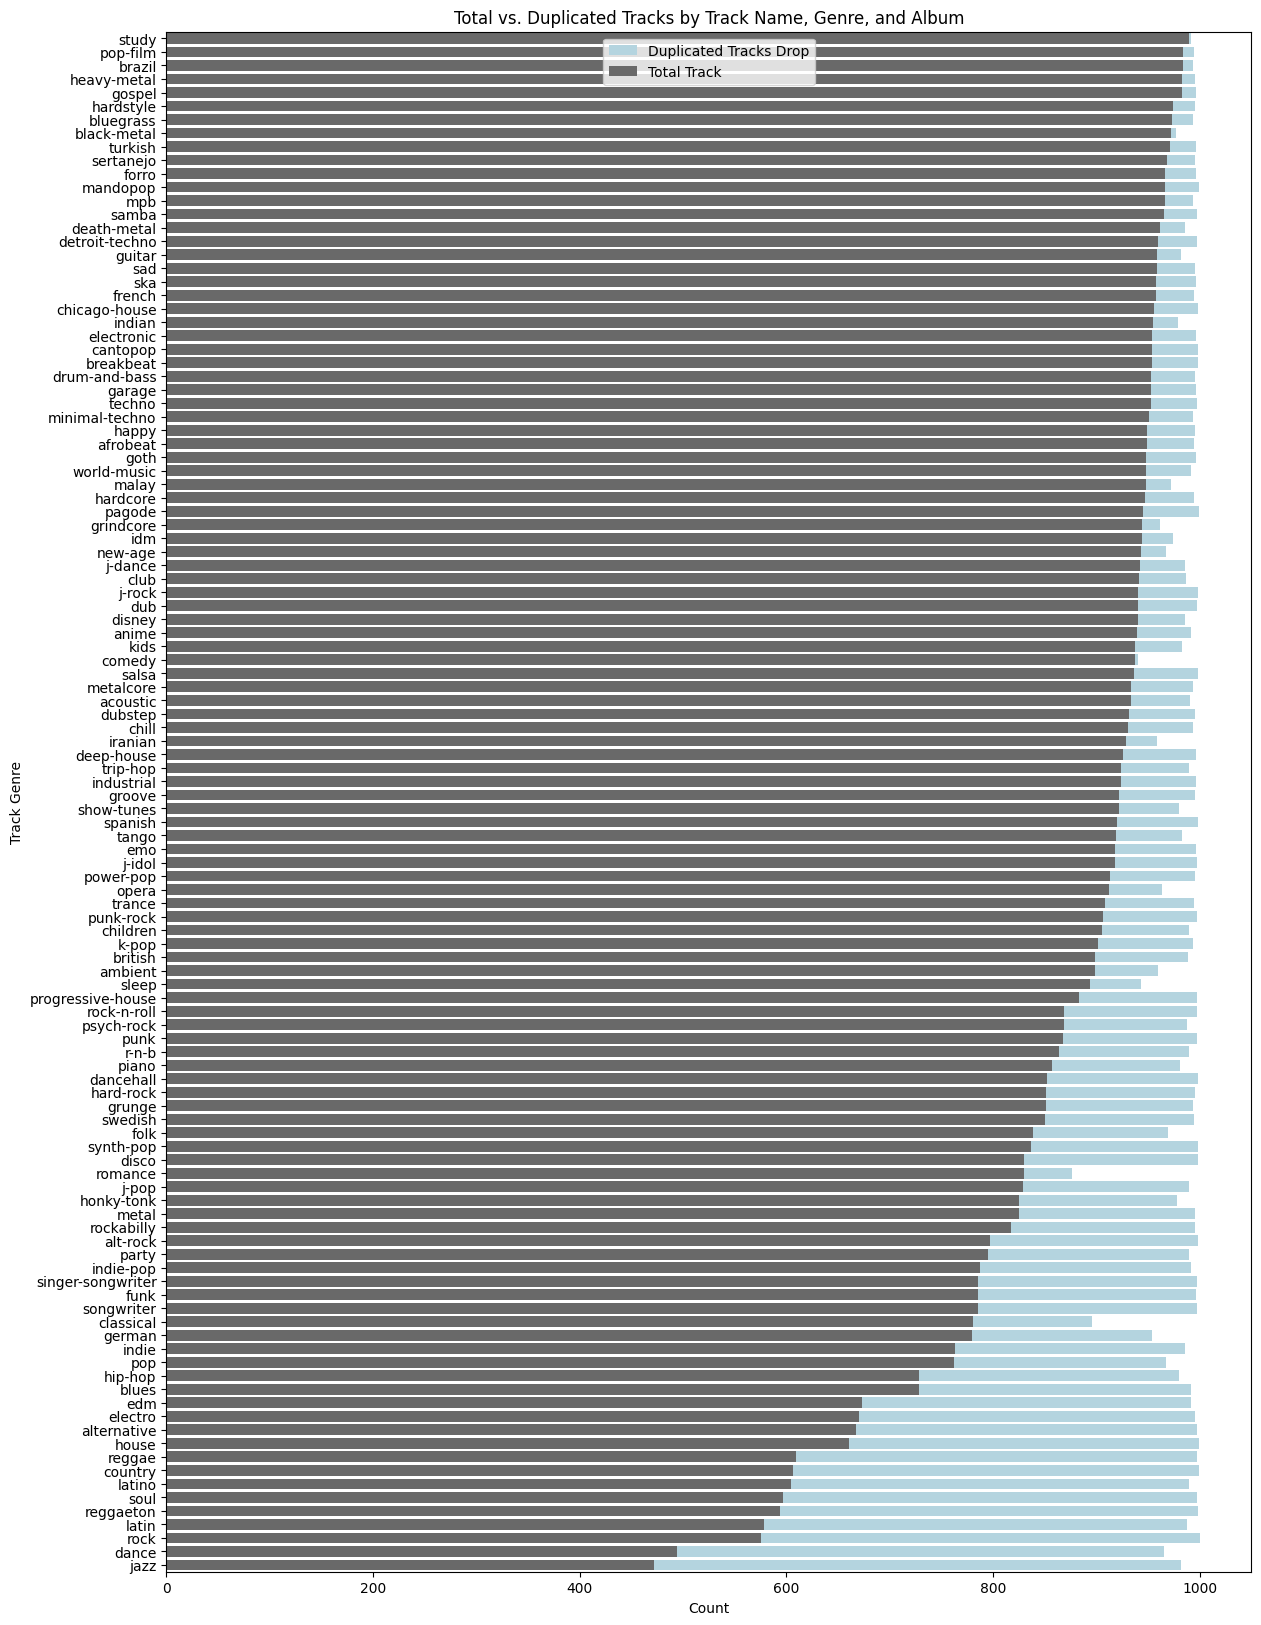 Total vs. Duplicated Tracks by Track Name, Genre, and Album
Duplicated Tracks Drop
Total Track
study
pop-film
brazil
heavy-metal
gospel
hardstyle
bluegrass
black-metal
turkish
sertanejo
forro
mandopop
mpb
samba
death-metal
detroit-techno
guitar
sad
ska
french
chicago-house
indian
electronic
cantopop
breakbeat
drum-and-bass
garage
techno
minimal-techno
happy
afrobeat
goth
world-music
malay
hardcore
pagode
grindcore
idm
new-age
j-dance
club
j-rock
dub
disney
anime
kids
comedy
salsa
metalcore
acoustic
dubstep
chill
iranian
deep-house
trip-hop
industrial
groove
show-tunes
spanish
tango
emo
j-idol
power-pop
opera
trance
punk-rock
children
k-pop
british
ambient
sleep
progressive-house
rock-n-roll
psych-rock
punk
r-n-b
piano
dancehall
hard-rock
grunge
swedish
folk
synth-pop
disco
romance
j-pop
honky-tonk
metal
rockabilly
alt-rock
party
indie-pop
singer-songwriter
funk
songwriter
classical
german
indie
pop
hip-hop
blues
edm
electro
alternative
house
reggae
country
latino
soul
reggaeton
latin
rock
dance
jazz
Track Genre
0 200 400 600 800 1000
Count